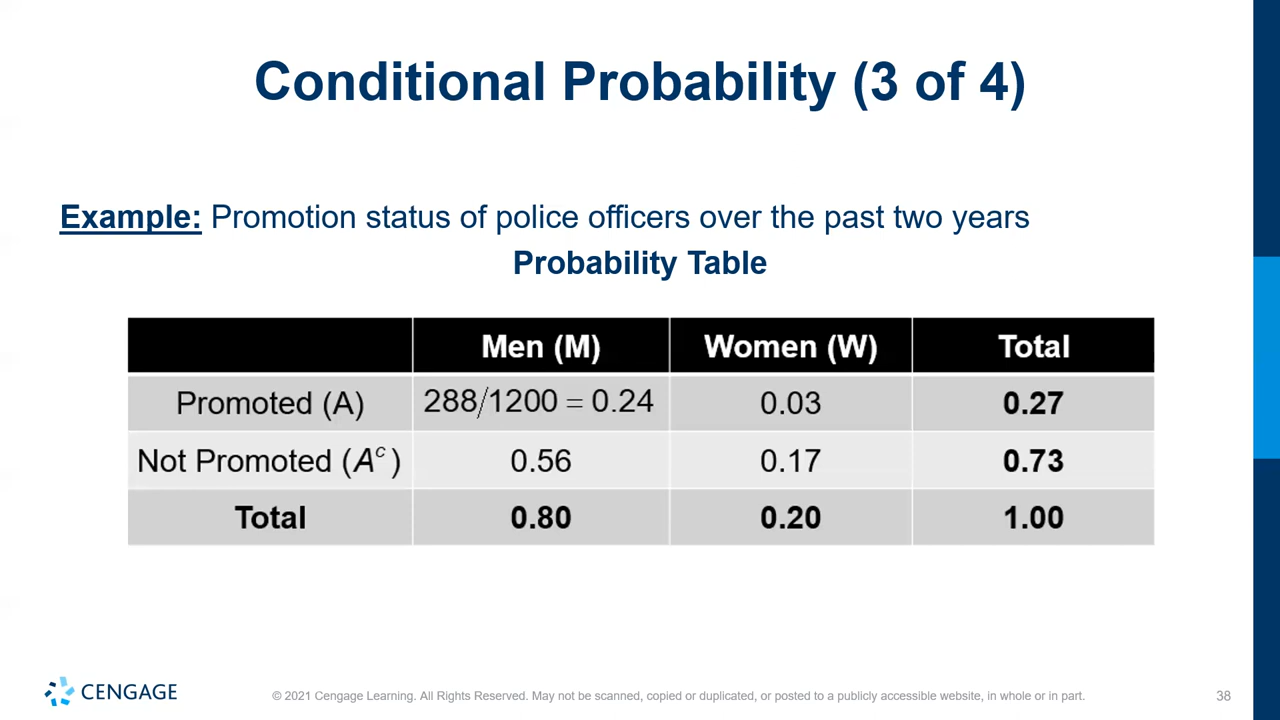 Conditional Probability (3 of 4)
Example: Promotion status of police officers over the past two years
Probability Table
Men (M) Women (W) Total
Promoted (A) 288/1200 = 0.24 0.03 0.27
Not Promoted (Aᶜ) 0.56 0.17 0.73
Total 0.80 0.20 1.00
CENGAGE © 2021 Cengage Learning. All Rights Reserved. May not be scanned, copied or duplicated, or posted to a publicly accessible website, in whole or in part. 38